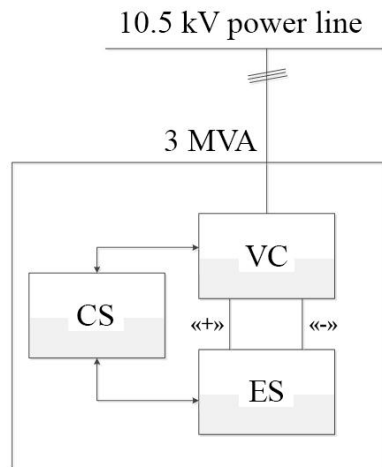 10.5 kV power line
3 MVA
VC
CS
«+»
«-»
ES